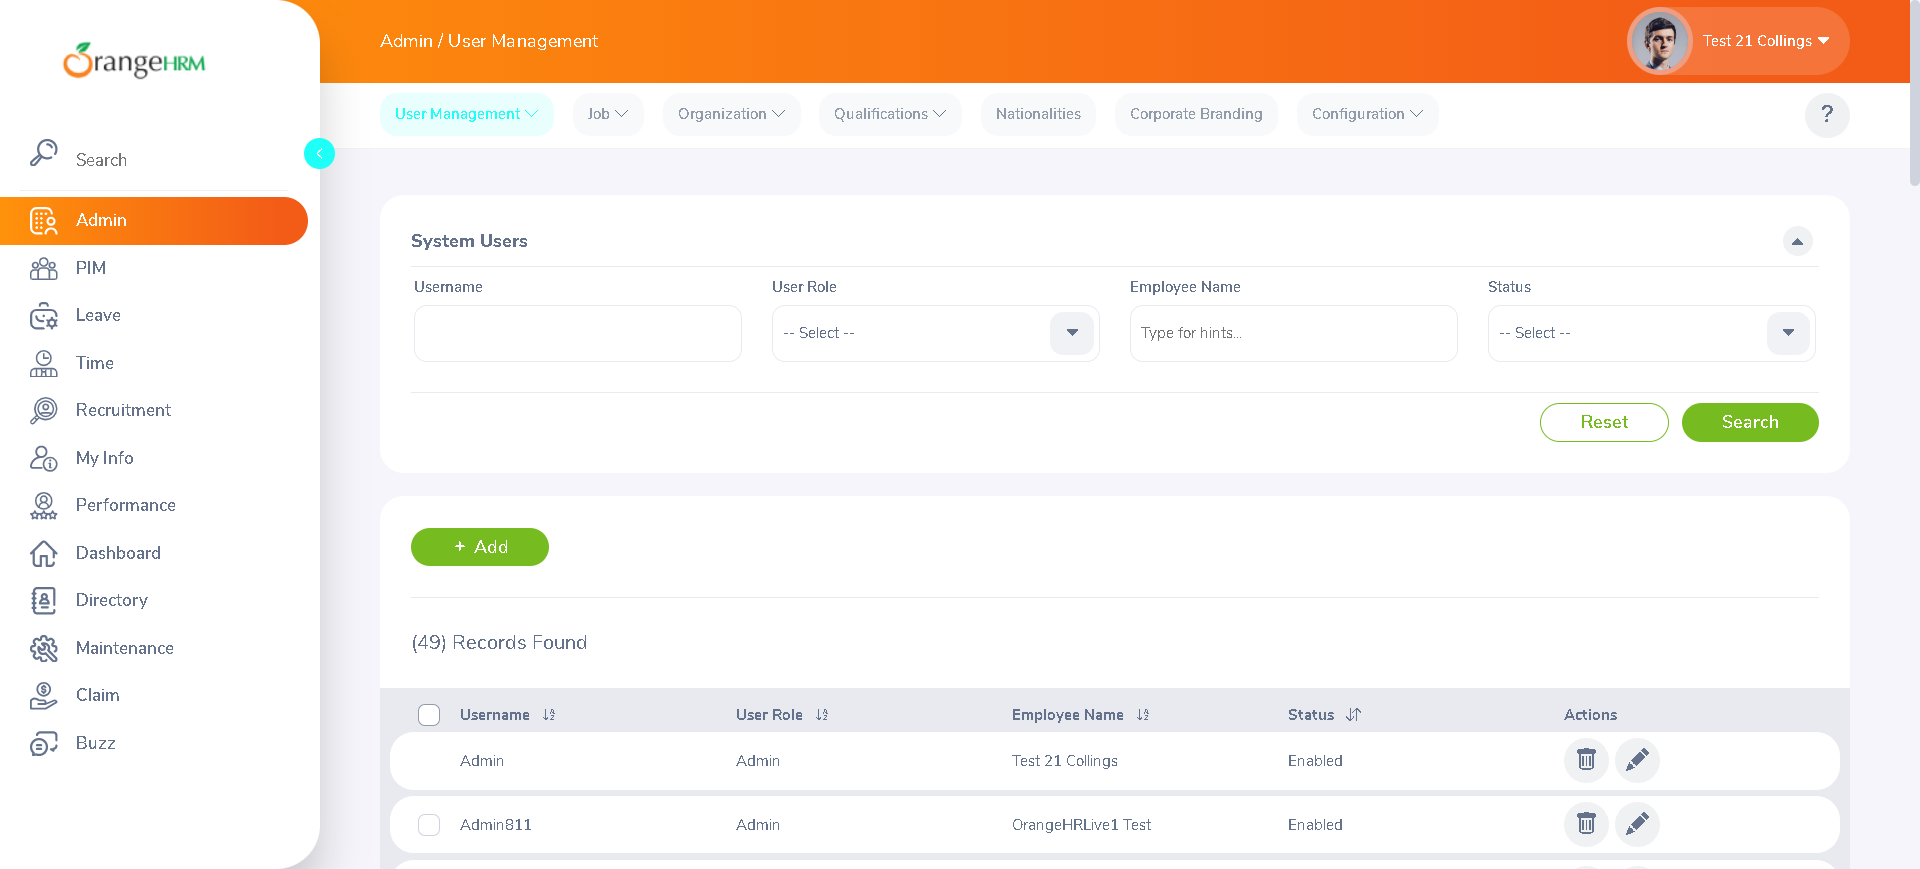 OrangeHRM
Admin / User Management
Test 21 Collings
User Management
Job
Organization
Qualifications
Nationalities
Corporate Branding
Configuration
?
Search
Admin
PIM
Leave
Time
Recruitment
My Info
Performance
Dashboard
Directory
Maintenance
Claim
Buzz
System Users
Username User Role Employee Name Status
-- Select -- Type for hints... -- Select --
Reset Search
+ Add
(49) Records Found
Username User Role Employee Name Status Actions
Admin Admin Test 21 Collings Enabled
Admin811 Admin OrangeHRLive1 Test Enabled